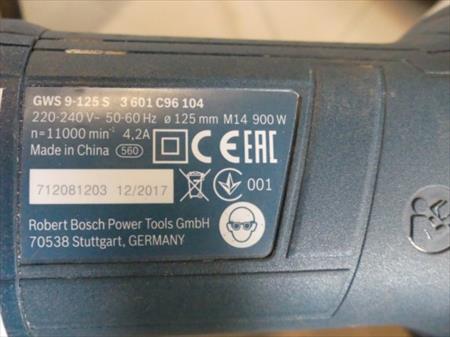 GWS 9-125 S 3 601 C96 104
220-240 V~ 50-60 Hz ø 125 mm M14 900 W
n=11000 min⁻¹ 4,2A
Made in China 560 CE EAC
712081203 12/2017 001
Robert Bosch Power Tools GmbH
70538 Stuttgart, GERMANY